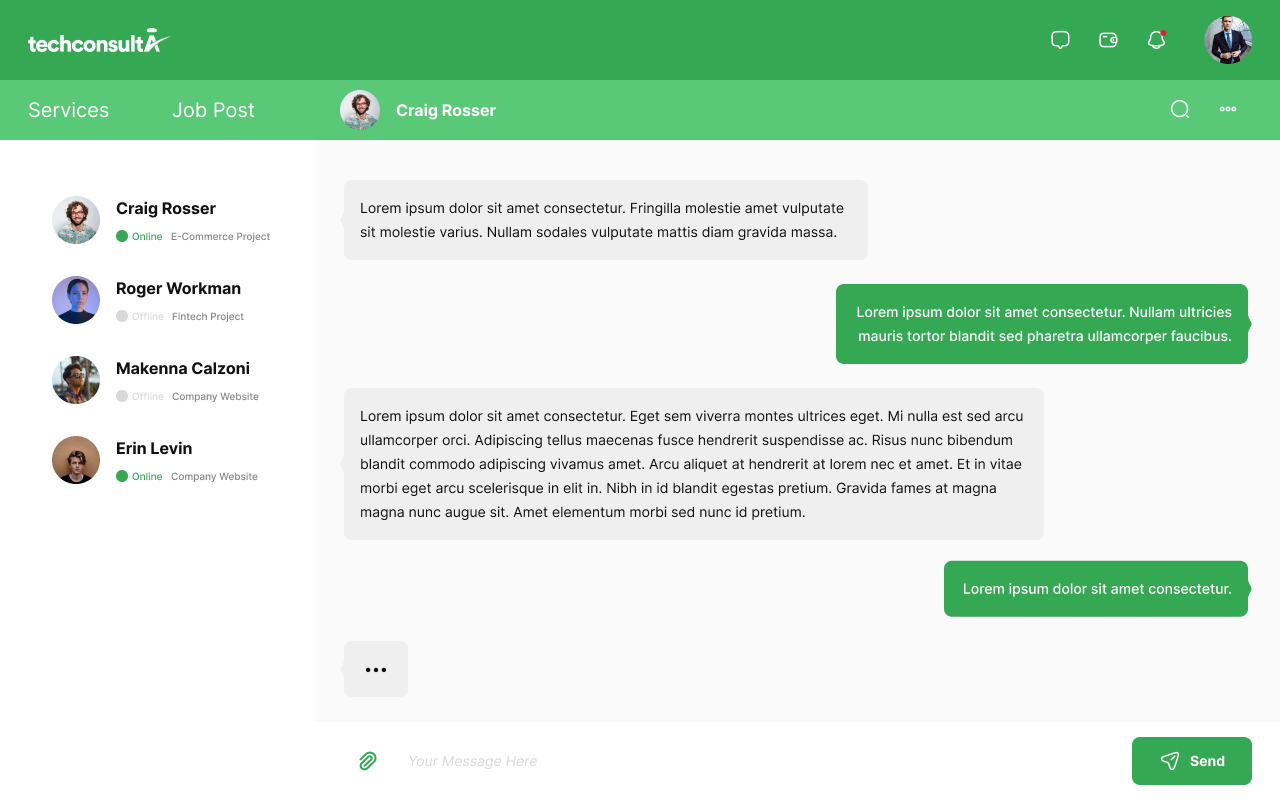 techconsultA
Services
Job Post
Craig Rosser
Craig Rosser
Online E-Commerce Project
Roger Workman
Offline Fintech Project
Makenna Calzoni
Offline Company Website
Erin Levin
Online Company Website
Lorem ipsum dolor sit amet consectetur. Fringilla molestie amet vulputate
sit molestie varius. Nullam sodales vulputate mattis diam gravida massa.
Lorem ipsum dolor sit amet consectetur. Nullam ultricies
mauris tortor blandit sed pharetra ullamcorper faucibus.
Lorem ipsum dolor sit amet consectetur. Eget sem viverra montes ultrices eget. Mi nulla est sed arcu
ullamcorper orci. Adipiscing tellus maecenas fusce hendrerit suspendisse ac. Risus nunc bibendum
blandit commodo adipiscing vivamus amet. Arcu aliquet at hendrerit at lorem nec et amet. Et in vitae
morbi eget arcu scelerisque in elit in. Nibh in id blandit egestas pretium. Gravida fames at magna
magna nunc augue sit. Amet elementum morbi sed nunc id pretium.
Lorem ipsum dolor sit amet consectetur.
...
Your Message Here
Send